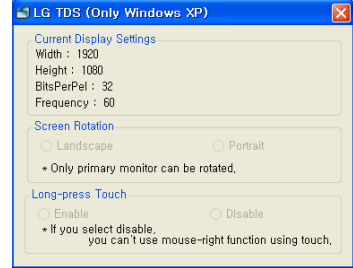 LG TDS (Only Windows XP)
Current Display Settings
Width : 1920
Height : 1080
BitsPerPel : 32
Frequency : 60
Screen Rotation
Landscape Portrait
* Only primary monitor can be rotated,
Long-press Touch
Enable Disable
* If you select disable,
you can't use mouse-right function using touch,